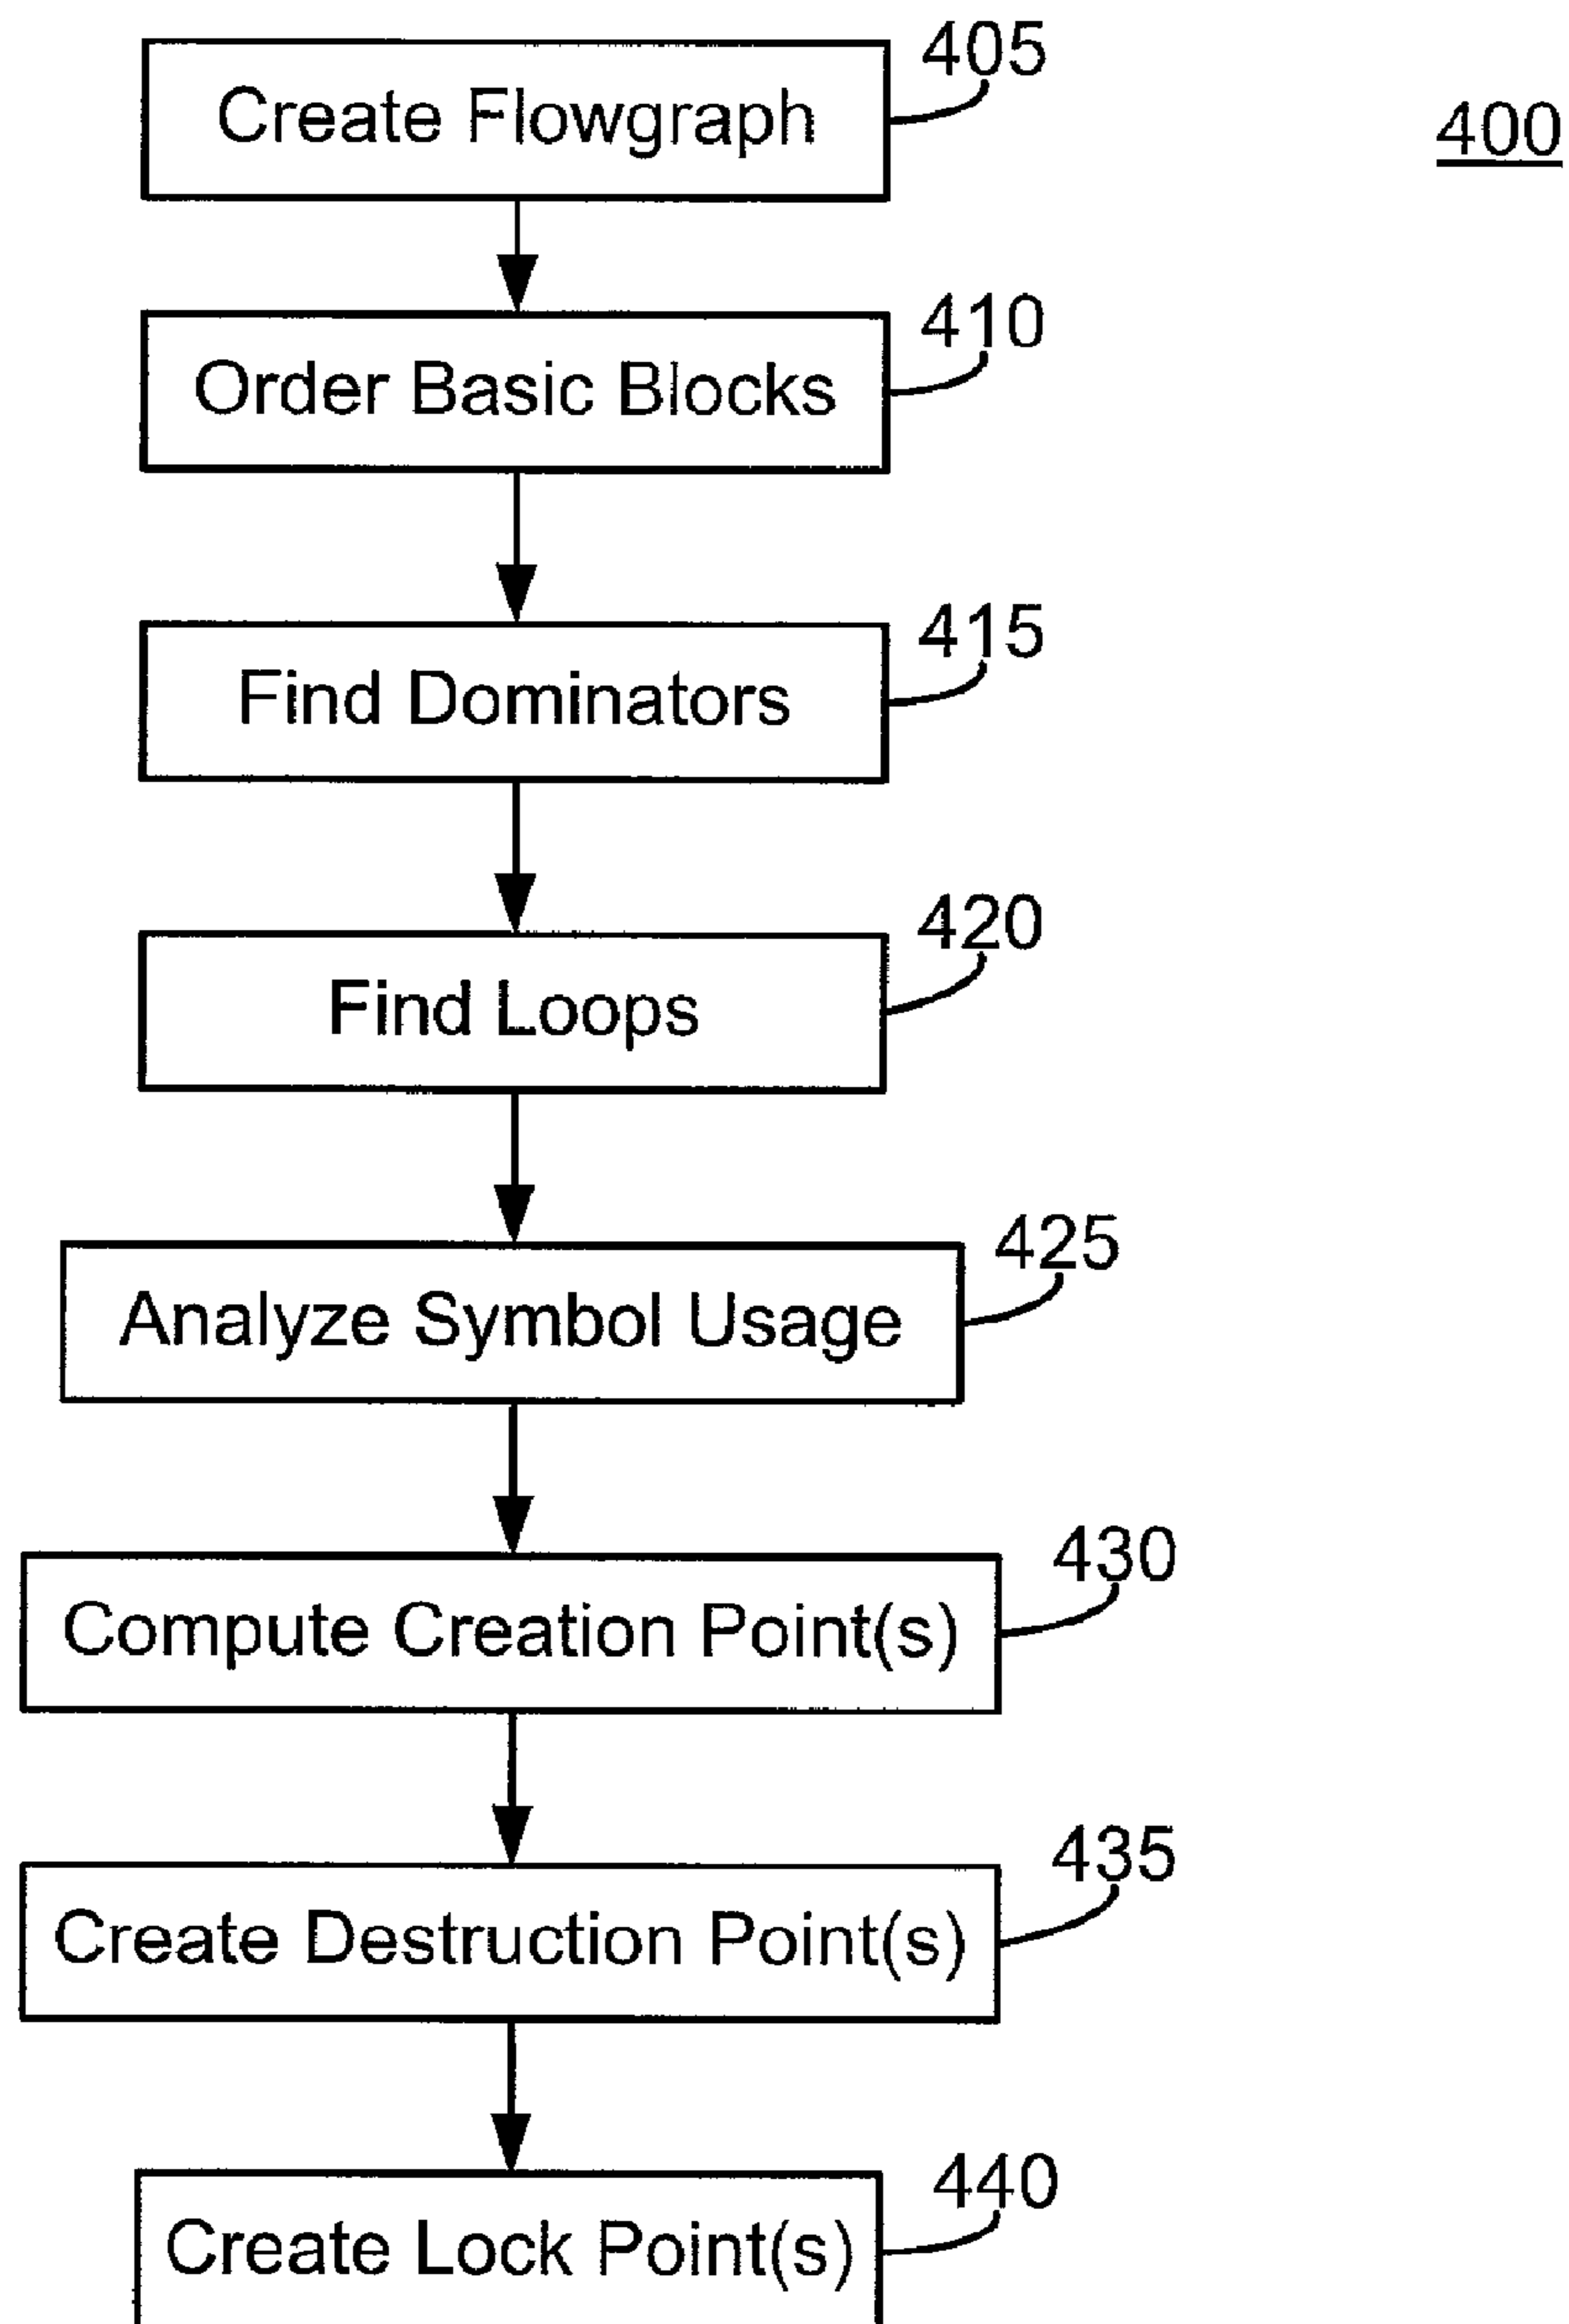 405
Create Flowgraph
400
410
Order Basic Blocks
415
Find Dominators
420
Find Loops
425
Analyze Symbol Usage
430
Compute Creation Point(s)
435
Create Destruction Point(s)
440
Create Lock Point(s)